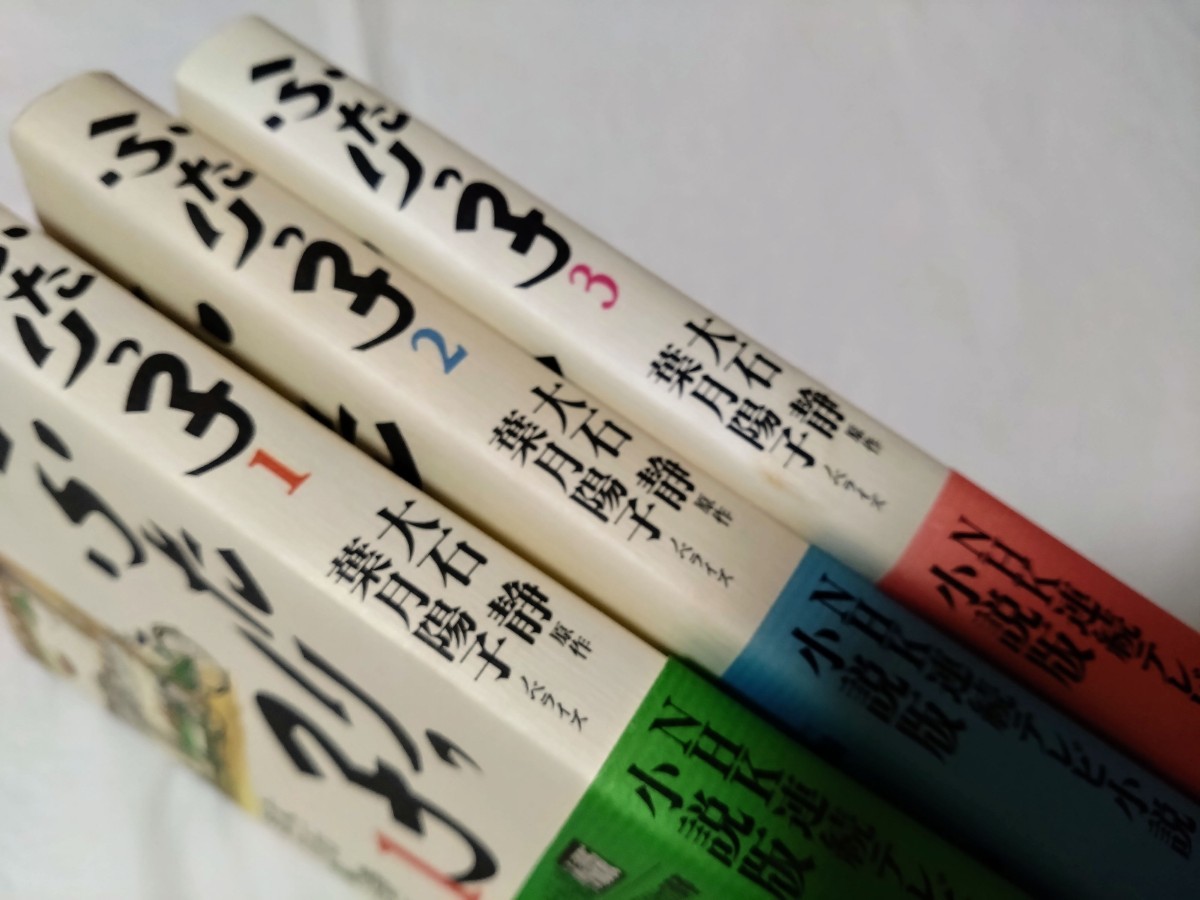 ふたりっ子 3
大石 静 原作
葉月陽子 ノベライズ
NHK連続テレビ
小説版
ふたりっ子 2
大石 静 原作
葉月陽子 ノベライズ
NHK連続テレビ小説
小説版
ふたりっ子 1
大石 静 原作
葉月陽子 ノベライズ
NHK連続テレビ
小説版
ふたりっ子
1